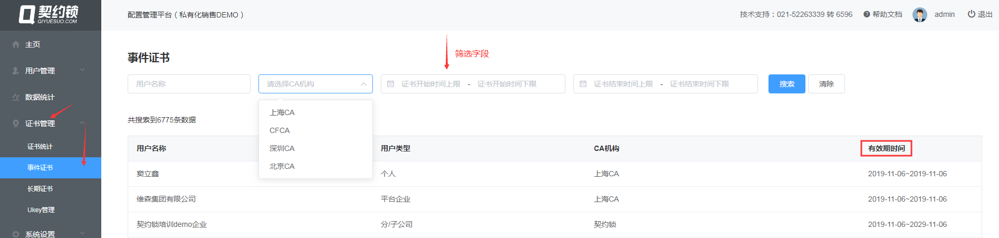 契约锁
QIYUESUO.COM
配置管理平台（私有化销售DEMO）
技术支持：021-52263339 转 6596
帮助文档
admin
退出
主页
用户管理
数据统计
证书管理
证书统计
事件证书
长期证书
Ukey管理
系统设置
事件证书
筛选字段
用户名称
请选择CA机构
证书开始时间上限 - 证书开始时间下限
证书结束时间上限 - 证书结束时间下限
搜索
清除
上海CA
CFCA
深圳CA
北京CA
共搜索到6775条数据
用户名称 用户类型 CA机构 有效期时间
窦立鑫 个人 上海CA 2019-11-06~2019-11-06
维森集团有限公司 平台企业 上海CA 2019-11-06~2019-11-06
契约锁培训demo企业 分/子公司 契约锁 2019-11-06~2029-11-06